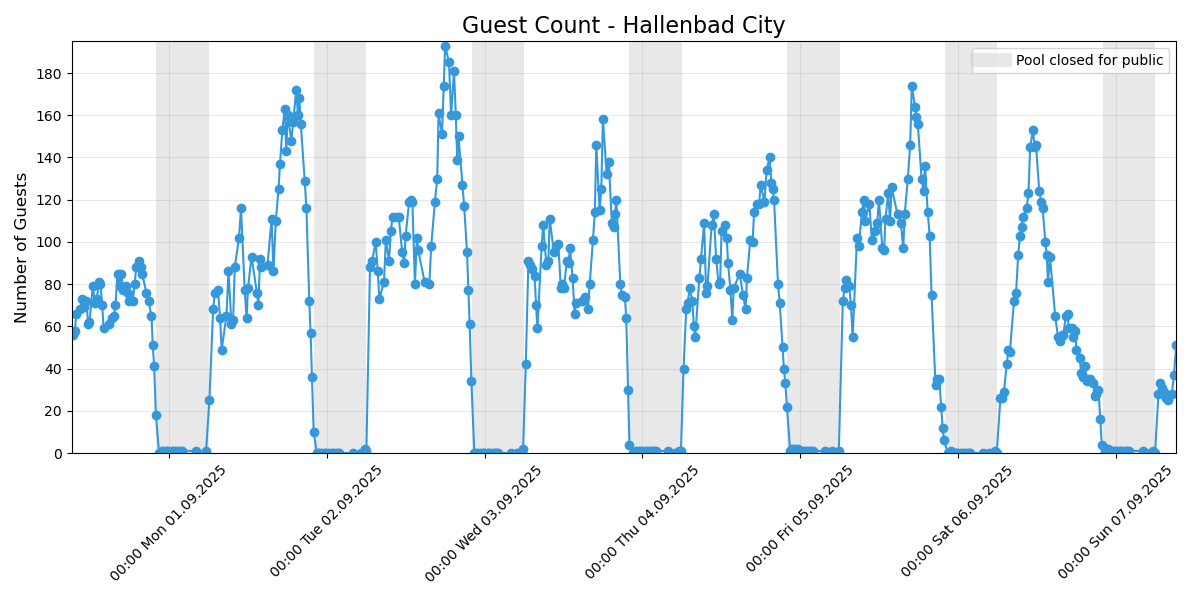 Guest Count - Hallenbad City
Pool closed for public
Number of Guests
180
160
140
120
100
80
60
40
20
0
00:00 Mon 01.09.2025
00:00 Tue 02.09.2025
00:00 Wed 03.09.2025
00:00 Thu 04.09.2025
00:00 Fri 05.09.2025
00:00 Sat 06.09.2025
00:00 Sun 07.09.2025